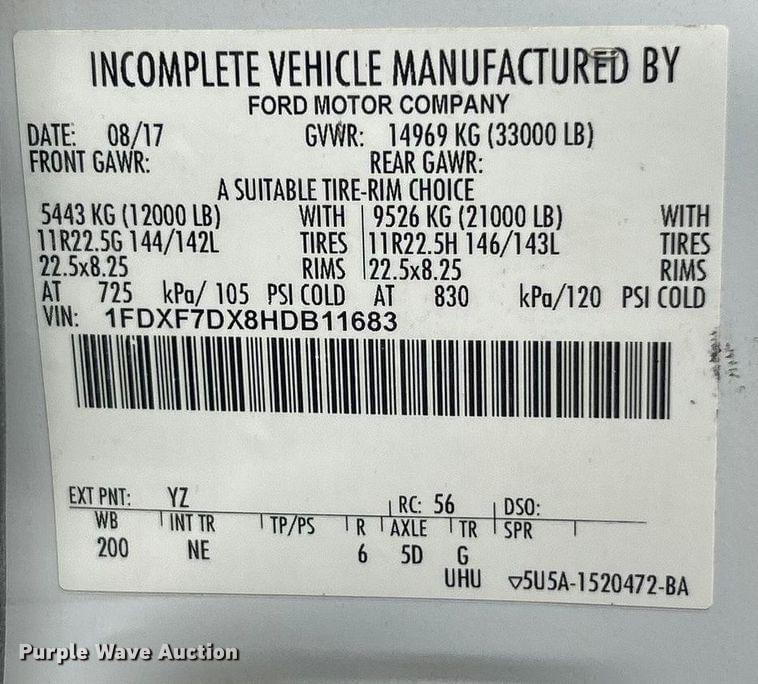 INCOMPLETE VEHICLE MANUFACTURED BY
FORD MOTOR COMPANY
DATE: 08/17 GVWR: 14969 KG (33000 LB)
FRONT GAWR: REAR GAWR:
A SUITABLE TIRE-RIM CHOICE
5443 KG (12000 LB) WITH 9526 KG (21000 LB) WITH
11R22.5G 144/142L TIRES 11R22.5H 146/143L TIRES
22.5x8.25 RIMS 22.5x8.25 RIMS
AT 725 kPa/ 105 PSI COLD AT 830 kPa/120 PSI COLD
VIN: 1FDXF7DX8HDB11683
EXT PNT: YZ RC: 56 DSO:
WB INT TR TP/PS R AXLE TR SPR
200 NE 6 5D G
UHU ▽5U5A-1520472-BA
Purple Wave Auction